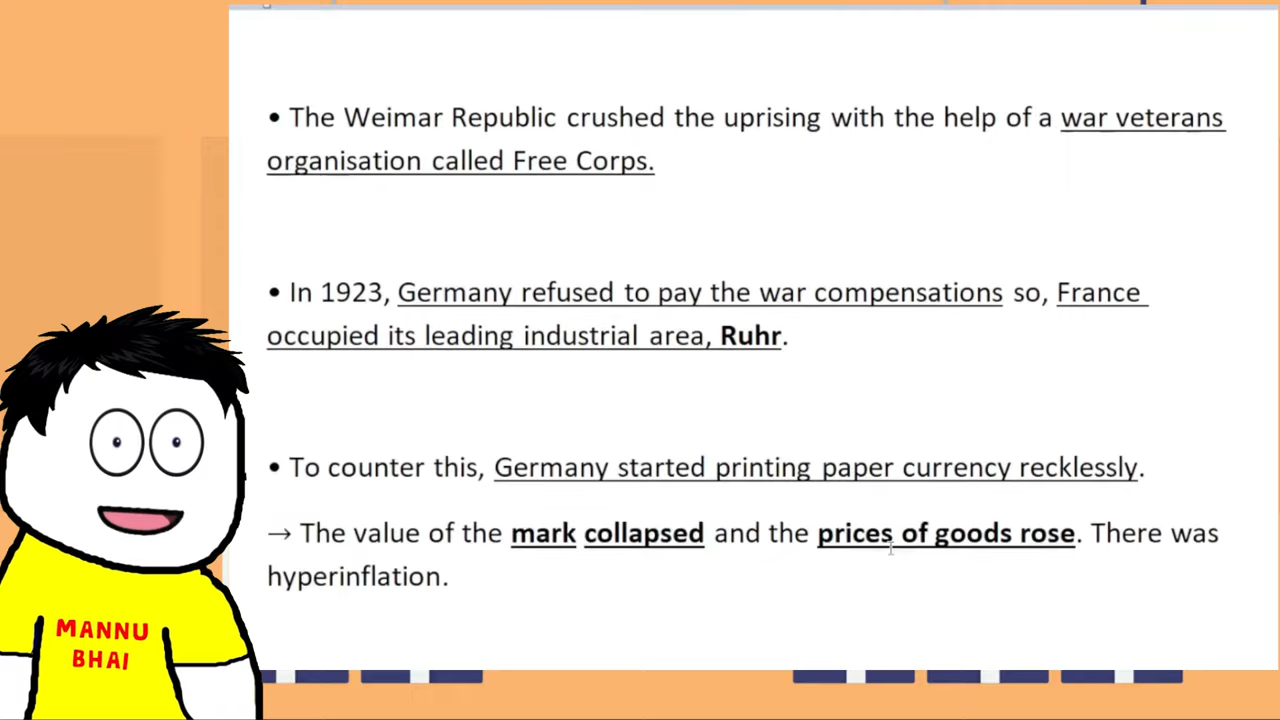 • The Weimar Republic crushed the uprising with the help of a war veterans
organisation called Free Corps.
• In 1923, Germany refused to pay the war compensations so, France
occupied its leading industrial area, Ruhr.
• To counter this, Germany started printing paper currency recklessly.
→ The value of the mark collapsed and the prices of goods rose. There was
hyperinflation.
MANNU
BHAI